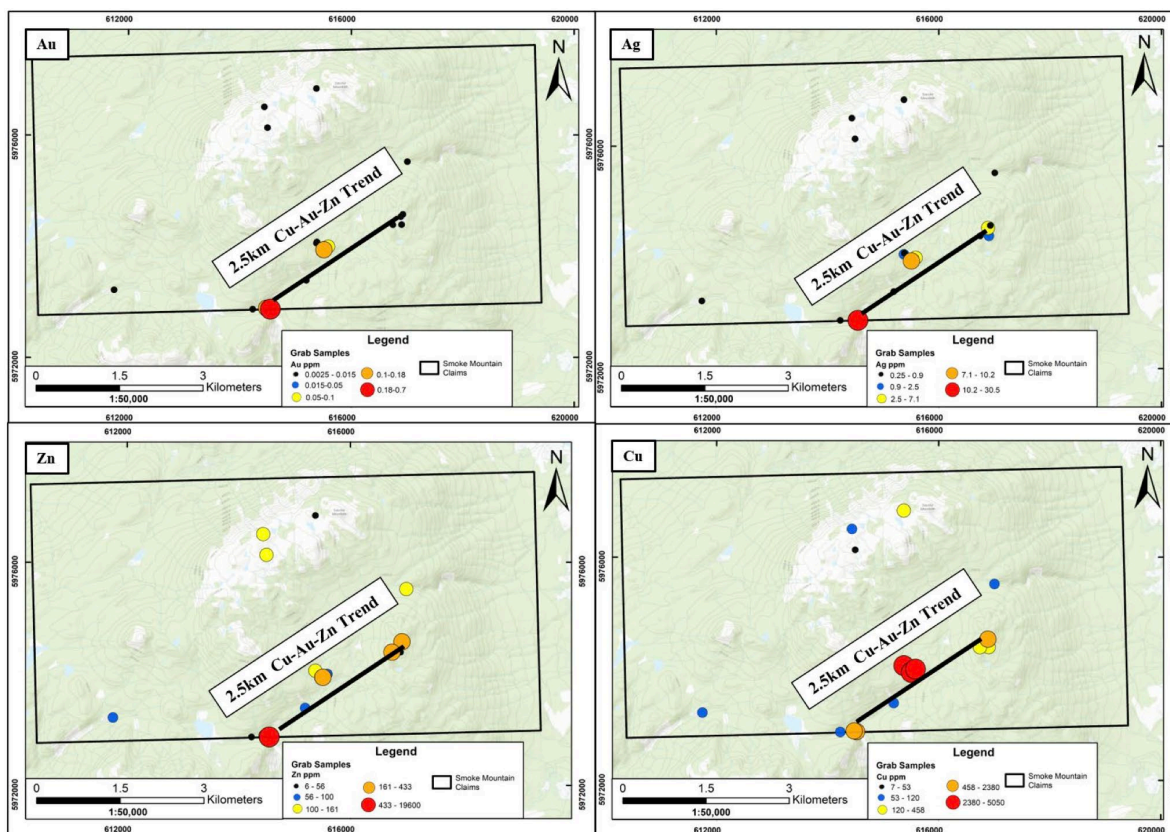 612000
616000
620000
Au
N
5976000
5972000
2.5km Cu-Au-Zn Trend
Legend
Grab Samples
Au ppm
0.0025 - 0.015
0.015-0.05
0.05-0.1
0.1-0.18
0.18-0.7
Smoke Mountain
Claims
0 1.5 3
Kilometers
1:50,000
612000
616000
620000
Ag
N
5976000
5972000
2.5km Cu-Au-Zn Trend
Legend
Grab Samples
Ag ppm
0.25 - 0.9
0.9 - 2.5
2.5 - 7.1
7.1 - 10.2
10.2 - 30.5
Smoke Mountain
Claims
0 1.5 3
Kilometers
1:50,000
612000
616000
620000
Zn
N
5976000
5972000
2.5km Cu-Au-Zn Trend
Legend
Grab Samples
Zn ppm
6 - 56
56 - 100
100 - 161
161 - 433
433 - 19600
Smoke Mountain
Claims
0 1.5 3
Kilometers
1:50,000
612000
616000
612000
616000
620000
Cu
N
5976000
5972000
2.5km Cu-Au-Zn Trend
Legend
Grab Samples
Cu ppm
7 - 53
53 - 120
120 - 458
458 - 2380
2380 - 5050
Smoke Mountain
Claims
0 1.5 3
Kilometers
1:50,000
612000
616000
620000